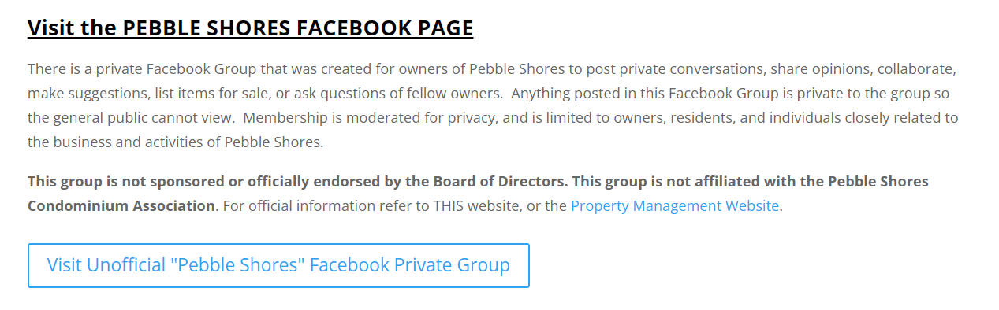 Visit the PEBBLE SHORES FACEBOOK PAGE
There is a private Facebook Group that was created for owners of Pebble Shores to post private conversations, share opinions, collaborate,
make suggestions, list items for sale, or ask questions of fellow owners.  Anything posted in this Facebook Group is private to the group so
the general public cannot view.  Membership is moderated for privacy, and is limited to owners, residents, and individuals closely related to
the business and activities of Pebble Shores.
This group is not sponsored or officially endorsed by the Board of Directors. This group is not affiliated with the Pebble Shores
Condominium Association. For official information refer to THIS website, or the Property Management Website.
Visit Unofficial "Pebble Shores" Facebook Private Group